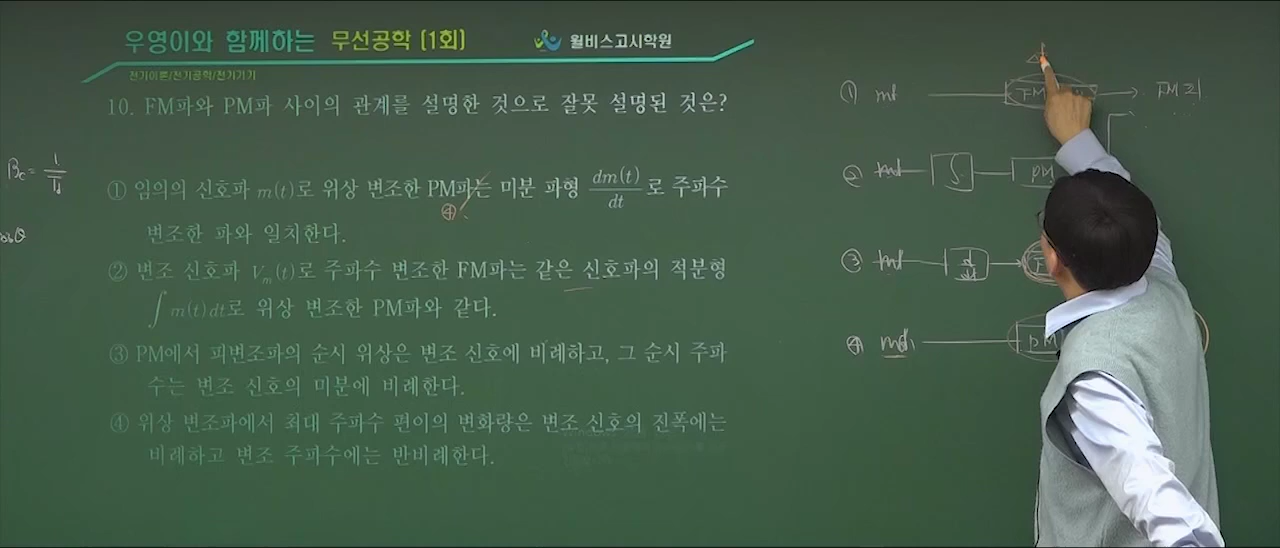 우영이와 함께하는 무선공학 (1회)
윌비스고시학원
전기이론/전기공학/전기기기
10. FM파와 PM파 사이의 관계를 설명한 것으로 잘못 설명된 것은?
① 임의의 신호파 m(t)로 위상 변조한 PM파는 미분 파형 dm(t)/dt로 주파수
변조한 파와 일치한다.
④
② 변조 신호파 Vm(t)로 주파수 변조한 FM파는 같은 신호파의 적분형
∫m(t)dt로 위상 변조한 PM파와 같다.
③ PM에서 피변조파의 순시 위상은 변조 신호에 비례하고, 그 순시 주파
수는 변조 신호의 미분에 비례한다.
④ 위상 변조파에서 최대 주파수 편이의 변화량은 변조 신호의 진폭에는
비례하고 변조 주파수에는 반비례한다.
① FM FM파
② ∫ PM
③ d/dt F
④ PM